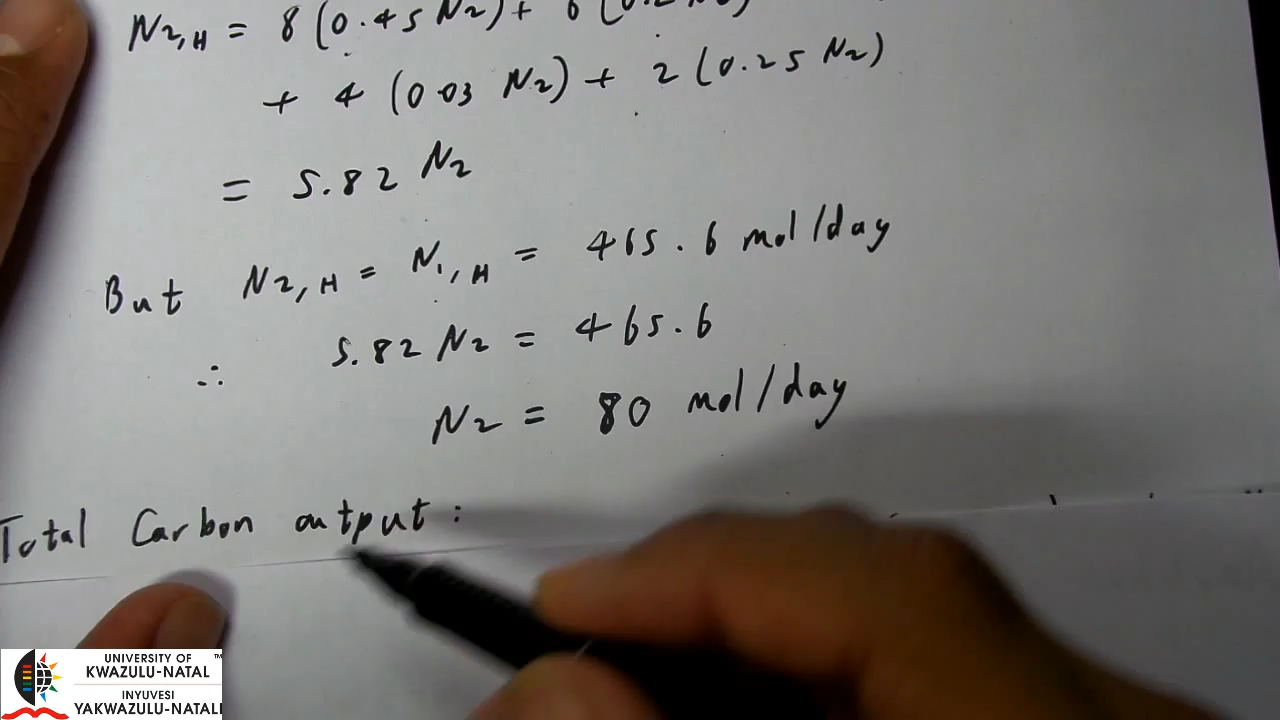 N2,H = 8 (0.45 N2) + 6
+ 4 (0.03 N2) + 2 (0.25 N2)
= 5.82 N2
But N2,H = N1,H = 465.6 mol/day
∴ 5.82 N2 = 465.6
N2 = 80 mol/day
Total Carbon output:
UNIVERSITY OF ™
KWAZULU-NATAL
INYUVESI
YAKWAZULU-NATALI